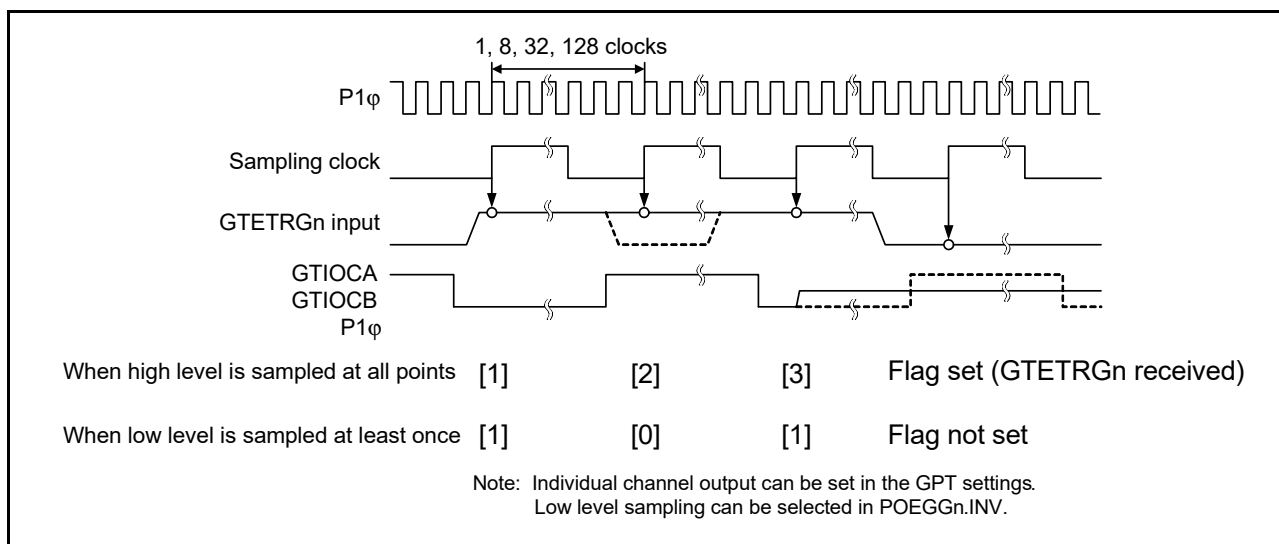 1, 8, 32, 128 clocks
P1φ
Sampling clock
GTETRGn input
GTIOCA
GTIOCB
P1φ
When high level is sampled at all points [1] [2] [3] Flag set (GTETRGn received)
When low level is sampled at least once [1] [0] [1] Flag not set
Note: Individual channel output can be set in the GPT settings.
Low level sampling can be selected in POEGGn.INV.